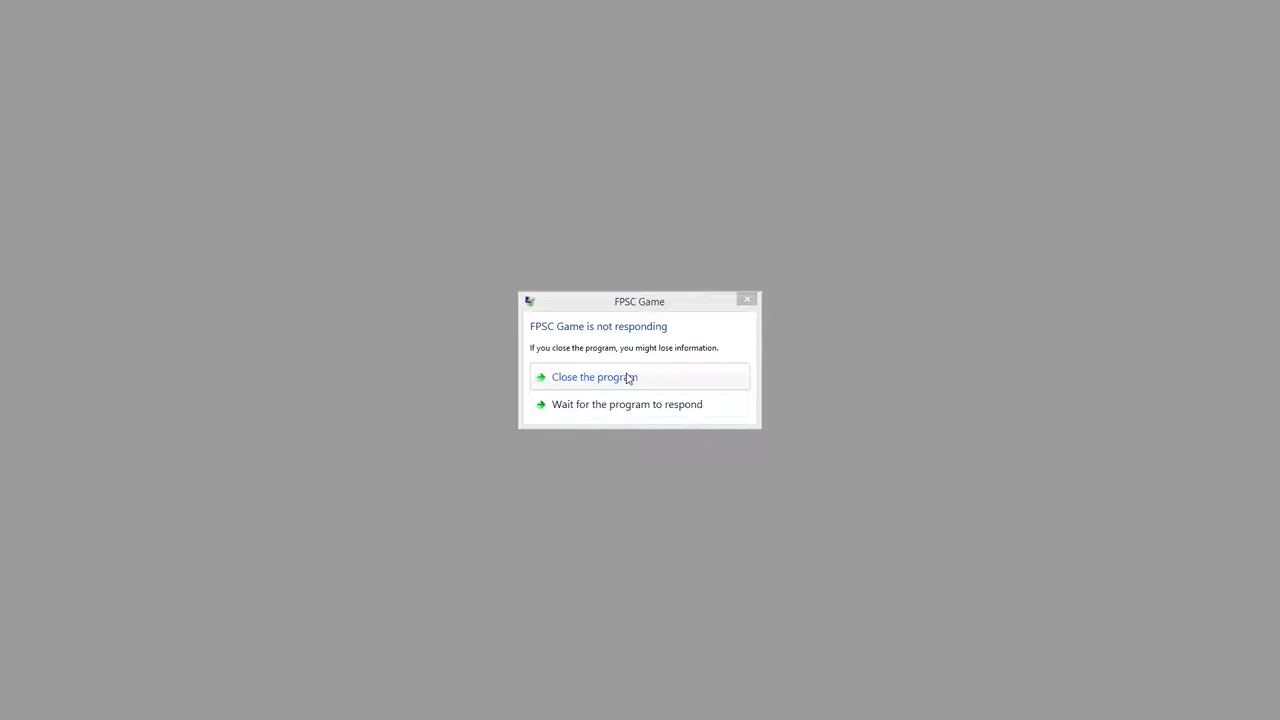 FPSC Game
FPSC Game is not responding
If you close the program, you might lose information.
Close the program
Wait for the program to respond